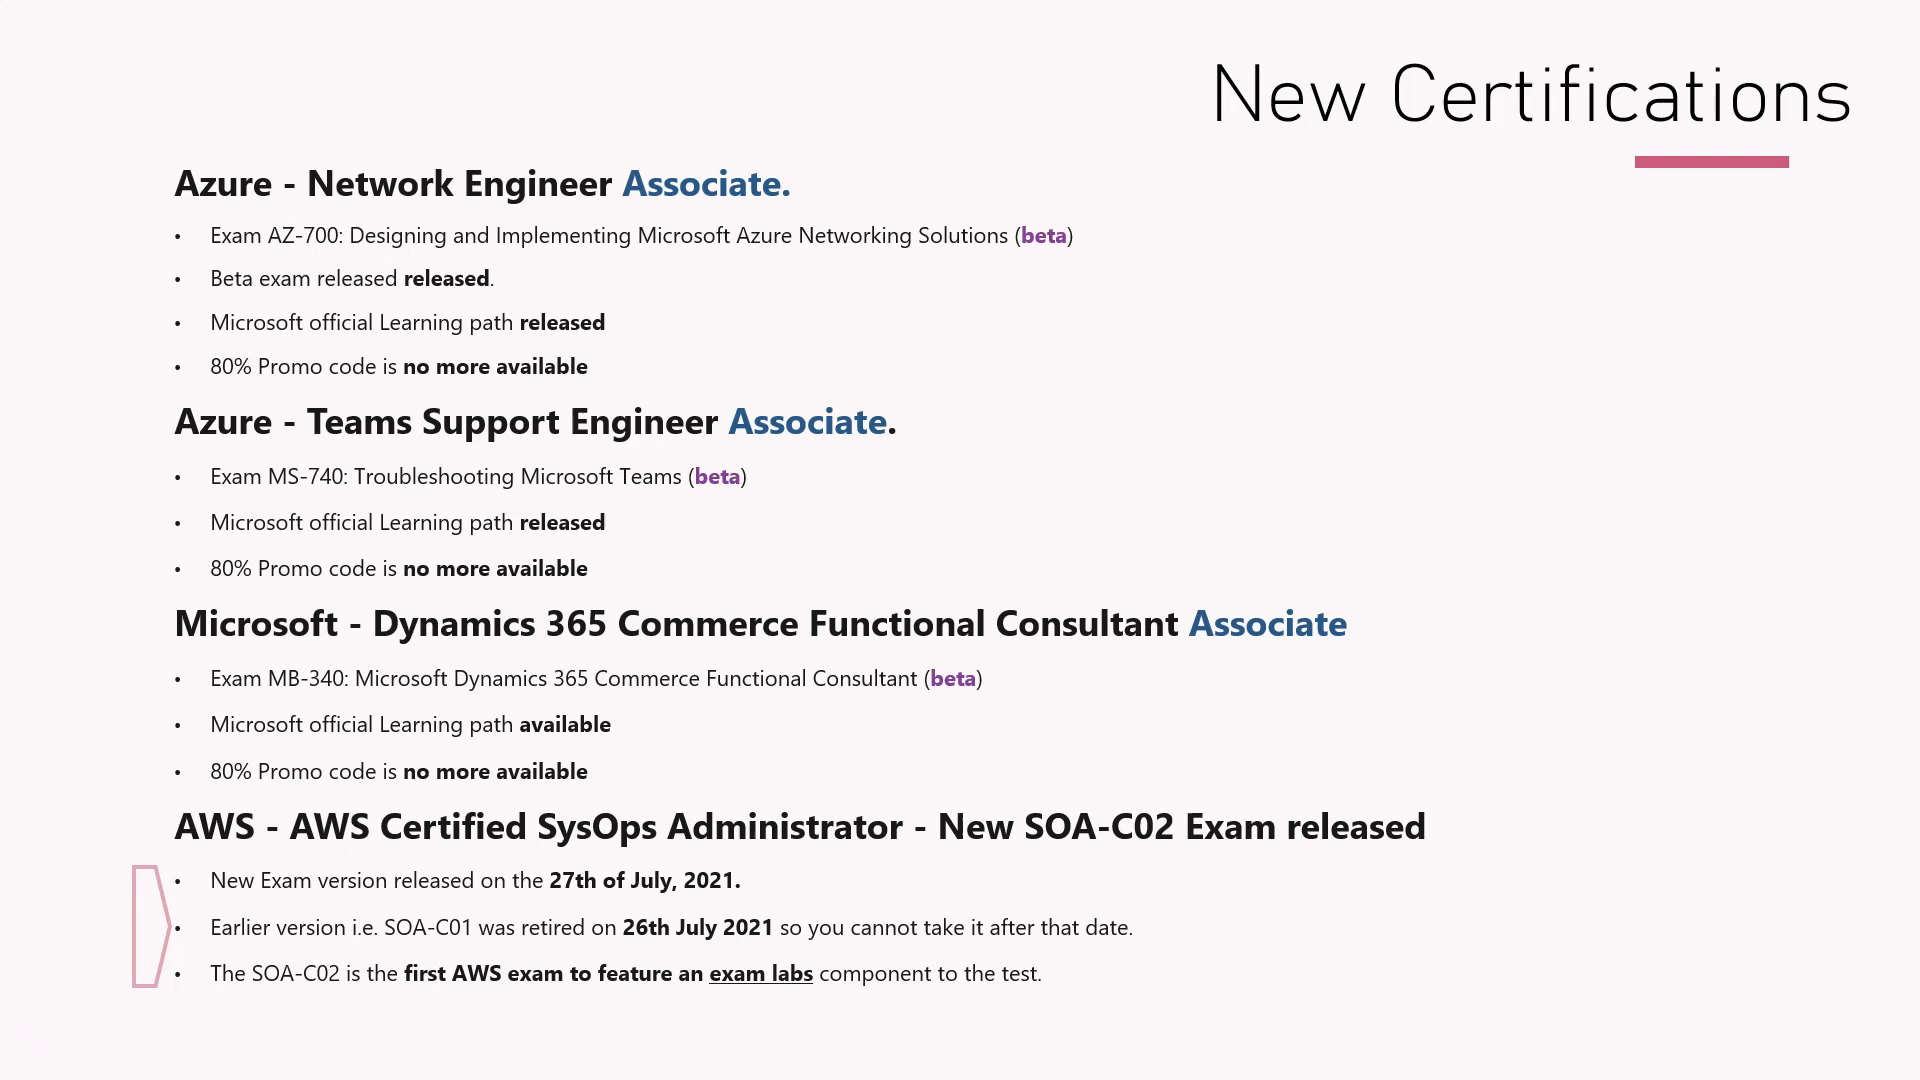 New Certifications
Azure - Network Engineer Associate.
• Exam AZ-700: Designing and Implementing Microsoft Azure Networking Solutions (beta)
• Beta exam released released.
• Microsoft official Learning path released
• 80% Promo code is no more available
Azure - Teams Support Engineer Associate.
• Exam MS-740: Troubleshooting Microsoft Teams (beta)
• Microsoft official Learning path released
• 80% Promo code is no more available
Microsoft - Dynamics 365 Commerce Functional Consultant Associate
• Exam MB-340: Microsoft Dynamics 365 Commerce Functional Consultant (beta)
• Microsoft official Learning path available
• 80% Promo code is no more available
AWS - AWS Certified SysOps Administrator - New SOA-C02 Exam released
• New Exam version released on the 27th of July, 2021.
• Earlier version i.e. SOA-C01 was retired on 26th July 2021 so you cannot take it after that date.
• The SOA-C02 is the first AWS exam to feature an exam labs component to the test.